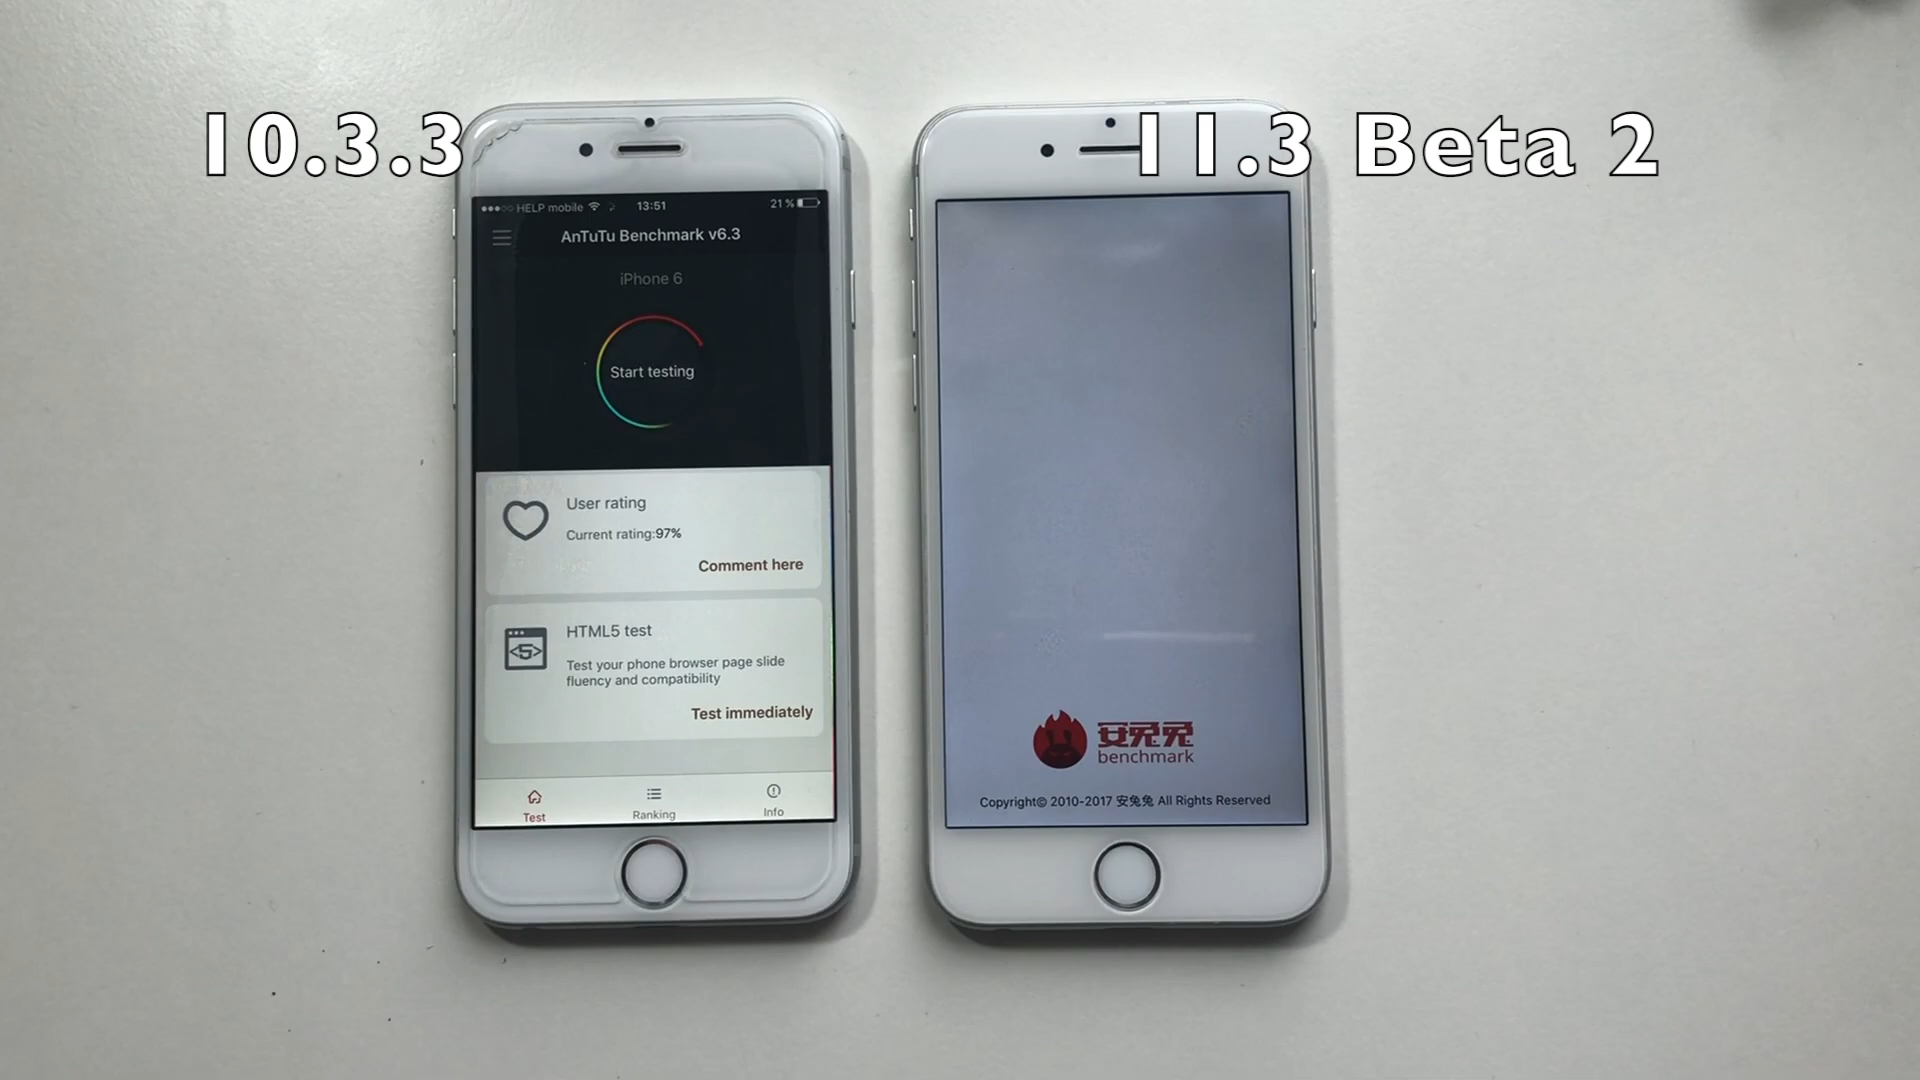 10.3.3
11.3 Beta 2
HELP mobile
13:51
21 %
AnTuTu Benchmark v6.3
iPhone 6
Start testing
User rating
Current rating:97%
Comment here
HTML5 test
Test your phone browser page slide
fluency and compatibility
Test immediately
Test
Ranking
Info
安兔兔
benchmark
Copyright© 2010-2017 安兔兔 All Rights Reserved